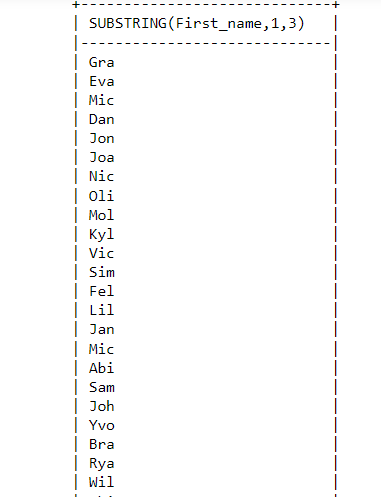 +-----------------------------+
| SUBSTRING(First_name,1,3) |
|-----------------------------|
| Gra |
| Eva |
| Mic |
| Dan |
| Jon |
| Joa |
| Nic |
| Oli |
| Mol |
| Kyl |
| Vic |
| Sim |
| Fel |
| Lil |
| Jan |
| Mic |
| Abi |
| Sam |
| Joh |
| Yvo |
| Bra |
| Rya |
| Wil |